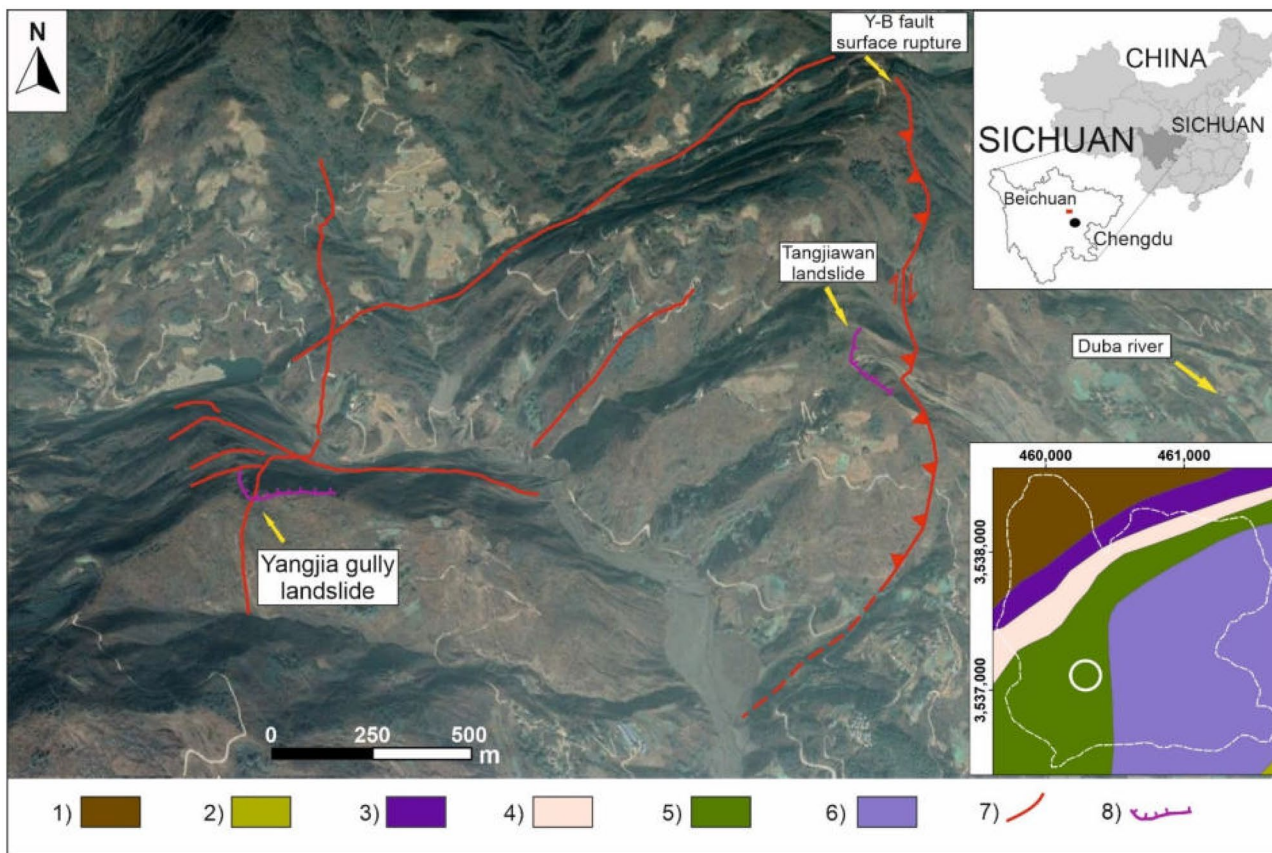 N
Y-B fault
surface rupture
CHINA
SICHUAN
SICHUAN
Beichuan
Chengdu
Tangjiawan
landslide
Duba river
460,000
461,000
3,538,000
3,537,000
Yangjia gully
landslide
0
250
500
m
1)
2)
3)
4)
5)
6)
7)
8)